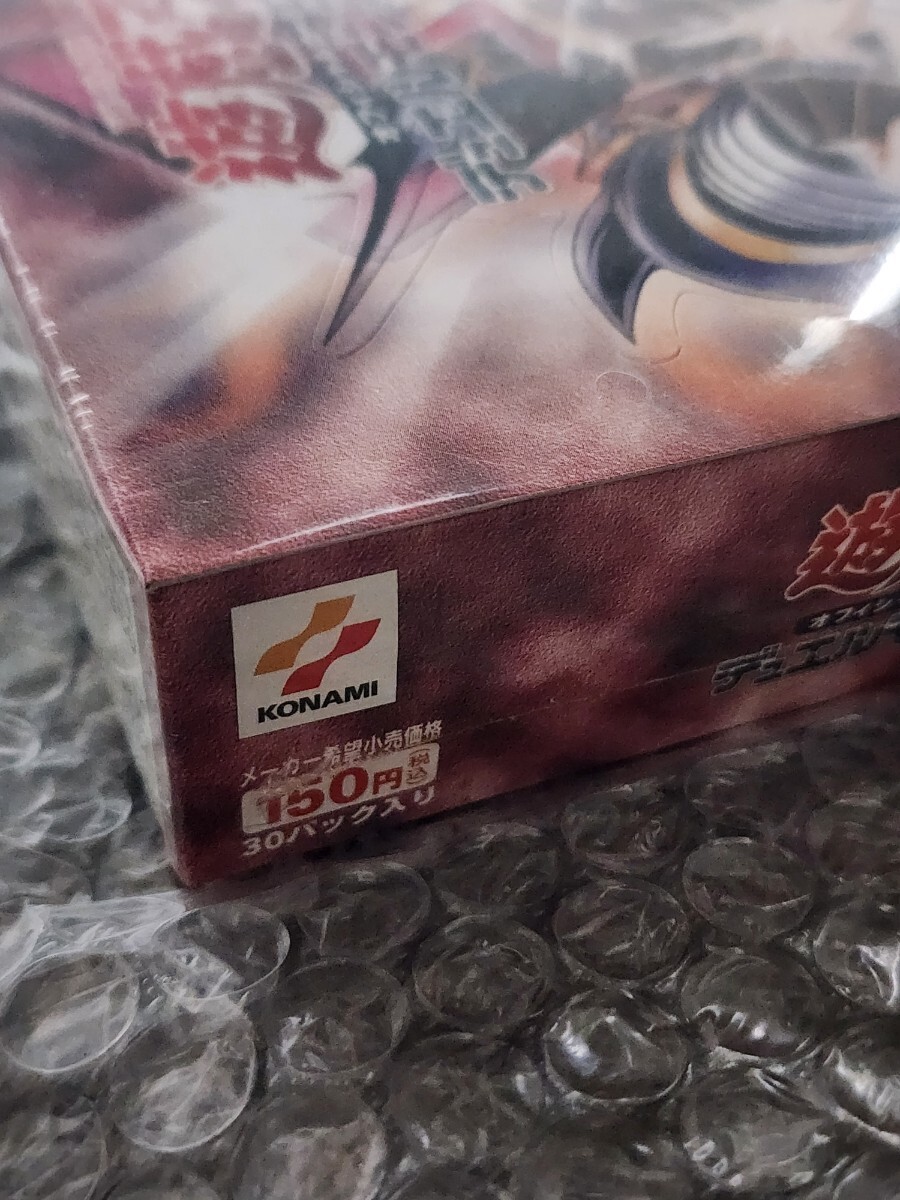 KONAMI
メーカー希望小売価格
150円(税込)
30パック入り
遊
オフィシ
デュエルモ